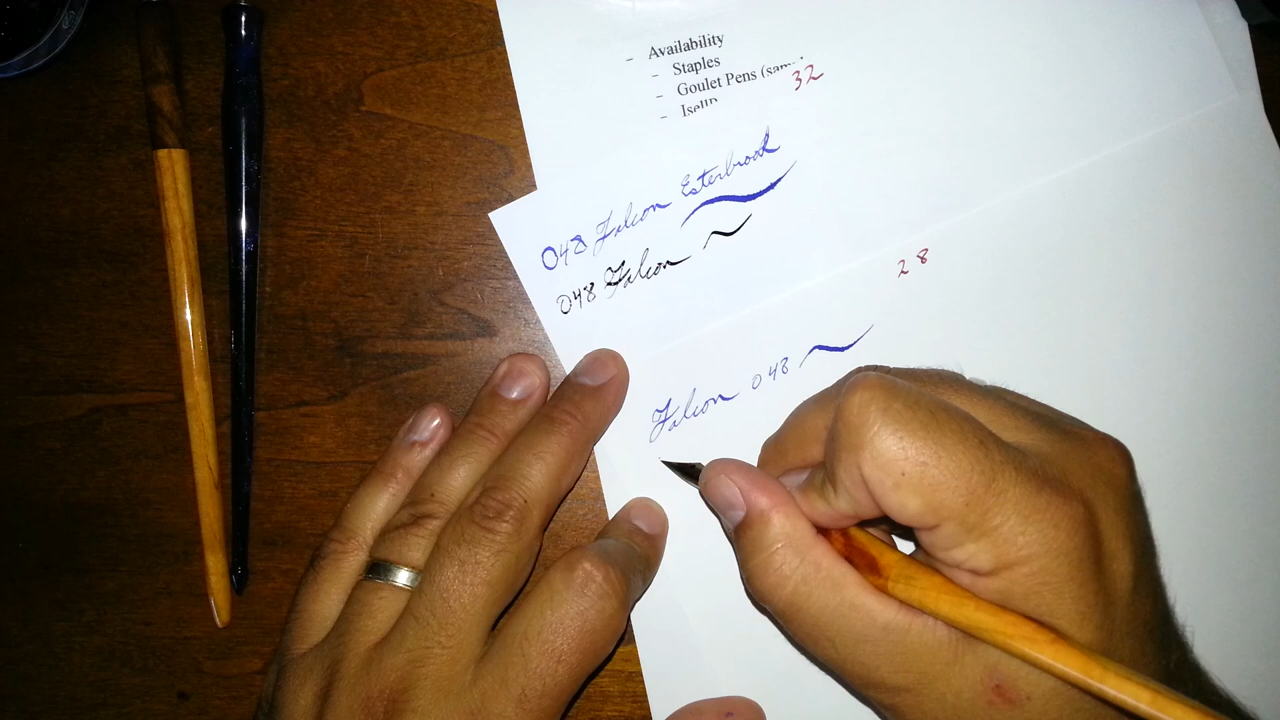 - Availability
- Staples
- Goulet Pens
32
048 Falcon Esterbrook
048 Falcon
28
Falcon 048